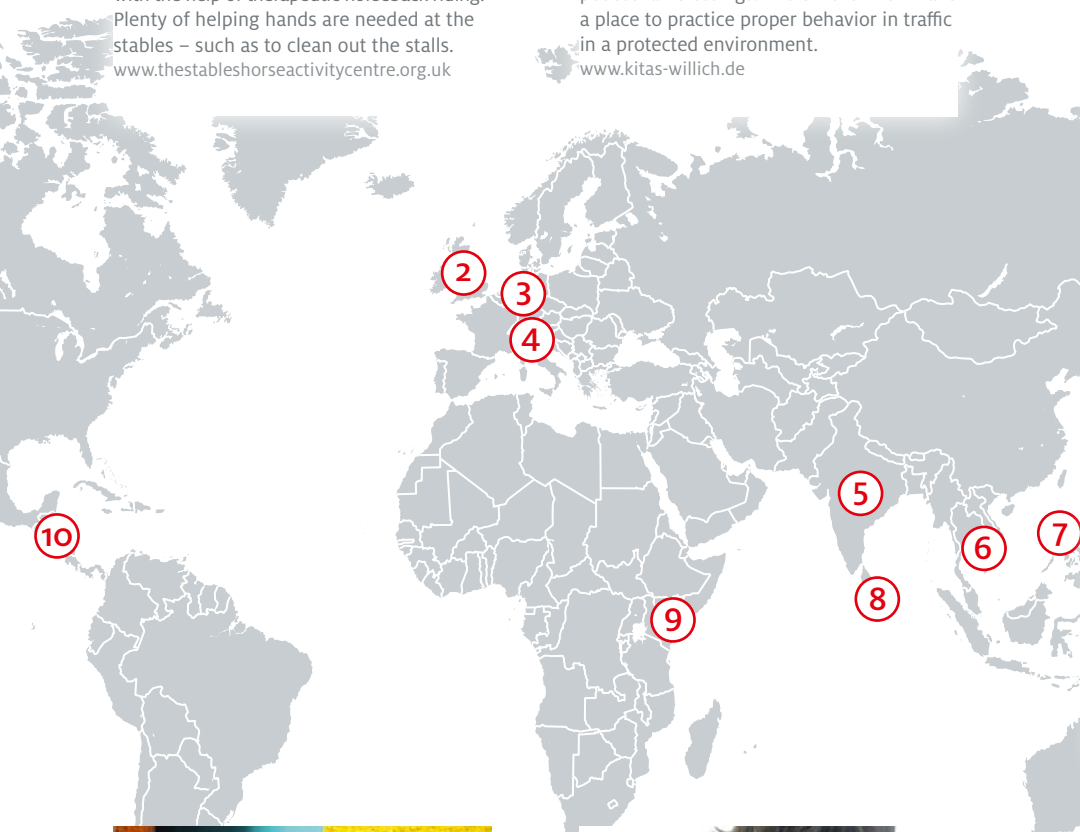 Plenty of helping hands are needed at the
stables – such as to clean out the stalls.
www.thestableshorseactivitycentre.org.uk
a place to practice proper behavior in traffic
in a protected environment.
www.kitas-willich.de
2
3
4
5
6
7
8
9
10